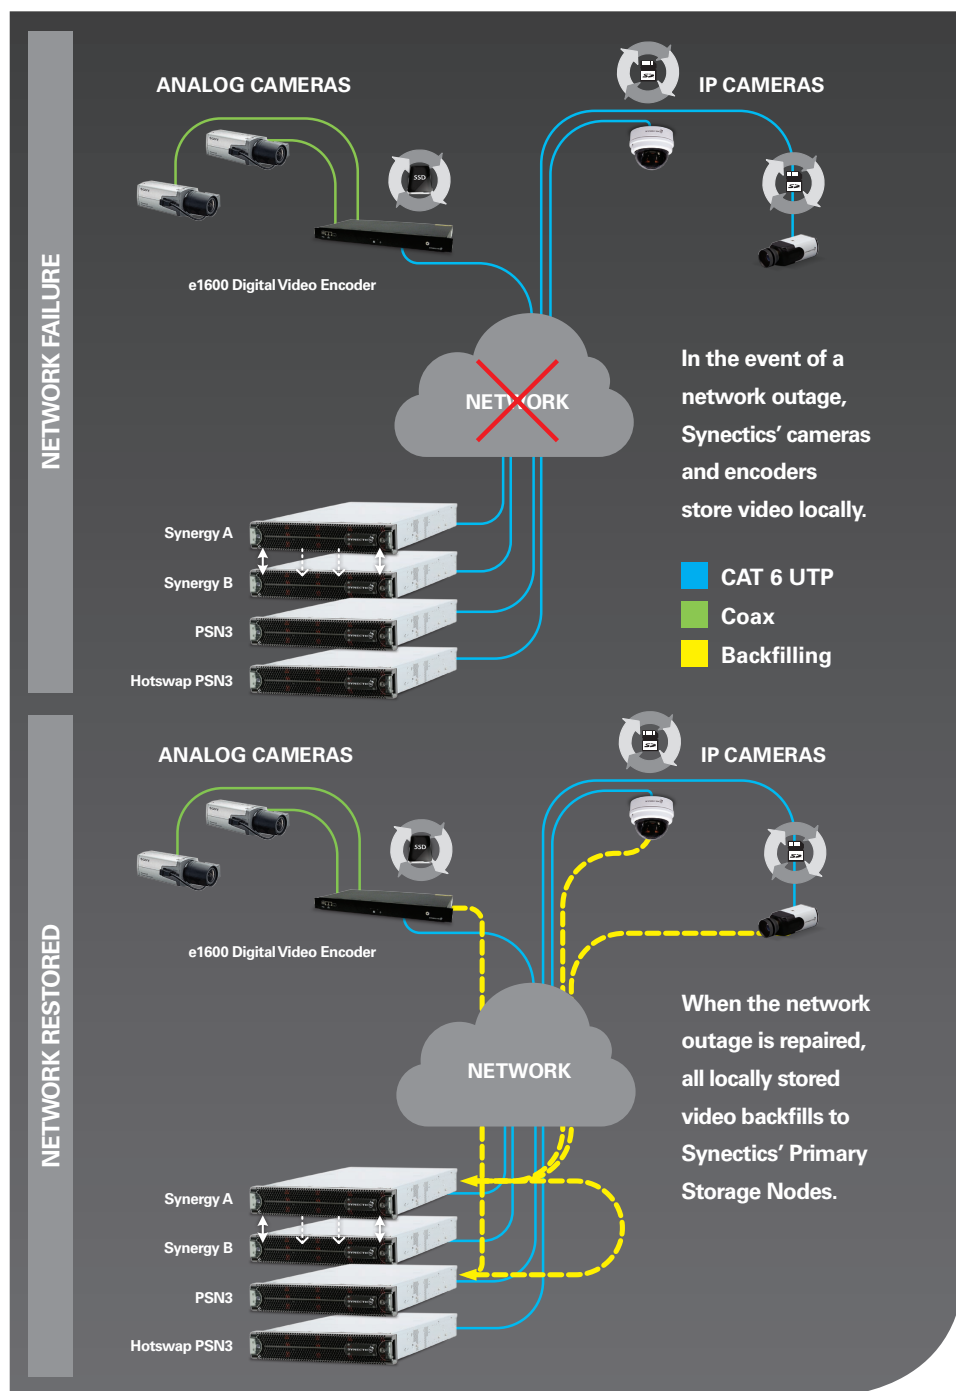 NETWORK FAILURE
ANALOG CAMERAS
IP CAMERAS
SSD
e1600 Digital Video Encoder
NETWORK
In the event of a
network outage,
Synectics’ cameras
and encoders
store video locally.
Synergy A
Synergy B
PSN3
Hotswap PSN3
CAT 6 UTP
Coax
Backfilling
NETWORK RESTORED
ANALOG CAMERAS
IP CAMERAS
SSD
e1600 Digital Video Encoder
NETWORK
When the network
outage is repaired,
all locally stored
video backfills to
Synectics’ Primary
Storage Nodes.
Synergy A
Synergy B
PSN3
Hotswap PSN3